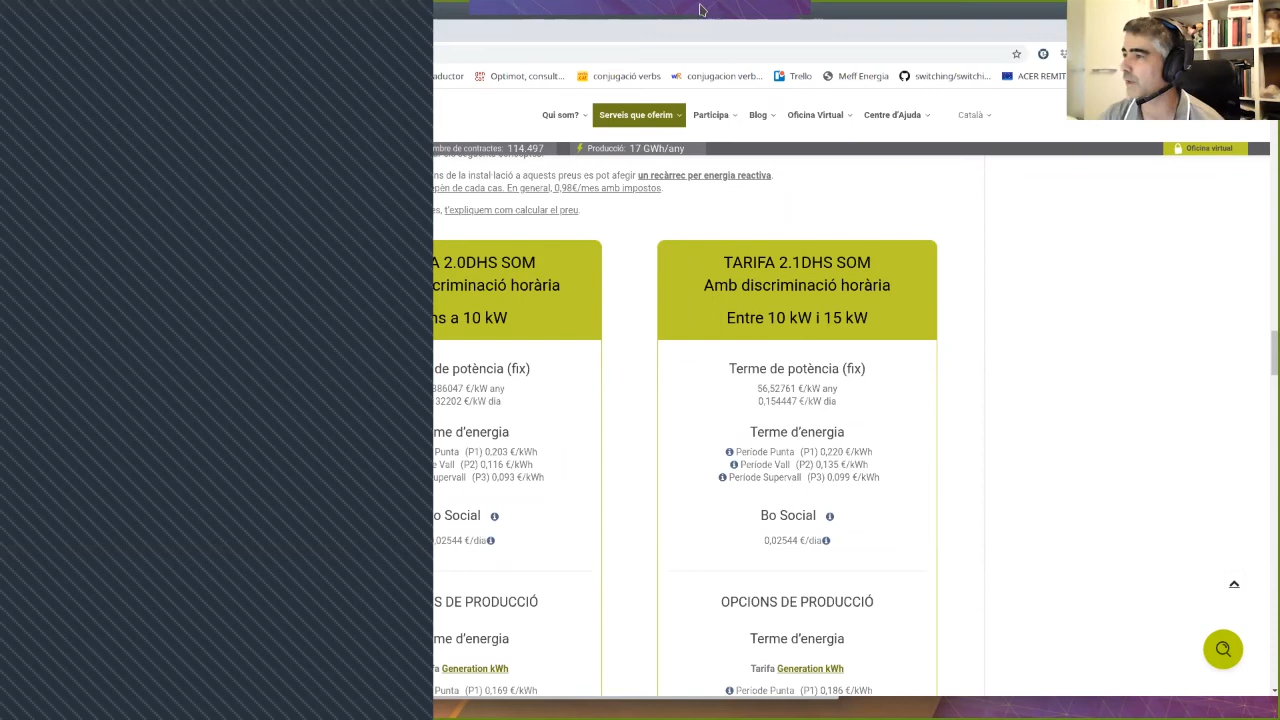 aductor Optimot, consult... conjugació verbs conjugacion verb... Trello Meff Energia switching/switchi... ACER REMIT
Qui som? Serveis que oferim Participa Blog Oficina Virtual Centre d'Ajuda Català
mbre de contractes: 114.497 Producció: 17 GWh/any Oficina virtual
ns de la instal·lació a aquests preus es pot afegir un recàrrec per energia reactiva.
epèn de cada cas. En general, 0,98€/mes amb impostos.
es, t'expliquem com calcular el preu.
A 2.0DHS SOM
criminació horària
ns a 10 kW
de potència (fix)
386047 €/kW any
32202 €/kW dia
me d'energia
Punta (P1) 0,203 €/kWh
e Vall (P2) 0,116 €/kWh
upervall (P3) 0,093 €/kWh
o Social
,02544 €/dia
S DE PRODUCCIÓ
me d'energia
fa Generation kWh
Punta (P1) 0,169 €/kWh
TARIFA 2.1DHS SOM
Amb discriminació horària
Entre 10 kW i 15 kW
Terme de potència (fix)
56,52761 €/kW any
0,154447 €/kW dia
Terme d'energia
Període Punta (P1) 0,220 €/kWh
Període Vall (P2) 0,135 €/kWh
Període Supervall (P3) 0,099 €/kWh
Bo Social
0,02544 €/dia
OPCIONS DE PRODUCCIÓ
Terme d'energia
Tarifa Generation kWh
Període Punta (P1) 0,186 €/kWh